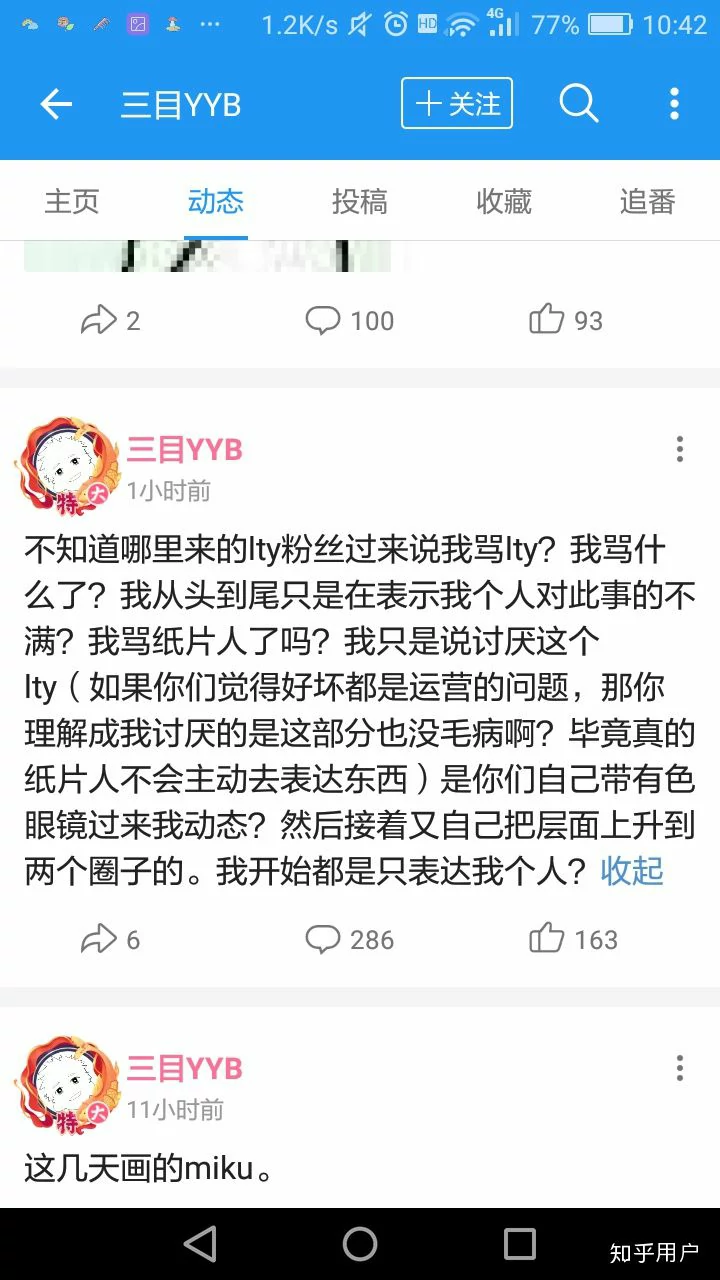 1.2K/s HD 4G 77% 10:42
三目YYB
+ 关注
主页 动态 投稿 收藏 追番
2 100 93
三目YYB
特 大
1小时前
不知道哪里来的lty粉丝过来说我骂lty？我骂什
么了？我从头到尾只是在表示我个人对此事的不
满？我骂纸片人了吗？我只是说讨厌这个
lty（如果你们觉得好坏都是运营的问题，那你
理解成我讨厌的是这部分也没毛病啊？毕竟真的
纸片人不会主动去表达东西）是你们自己带有色
眼镜过来我动态？然后接着又自己把层面上升到
两个圈子的。我开始都是只表达我个人？收起
6 286 163
三目YYB
特 大
11小时前
这几天画的miku。
知乎用户